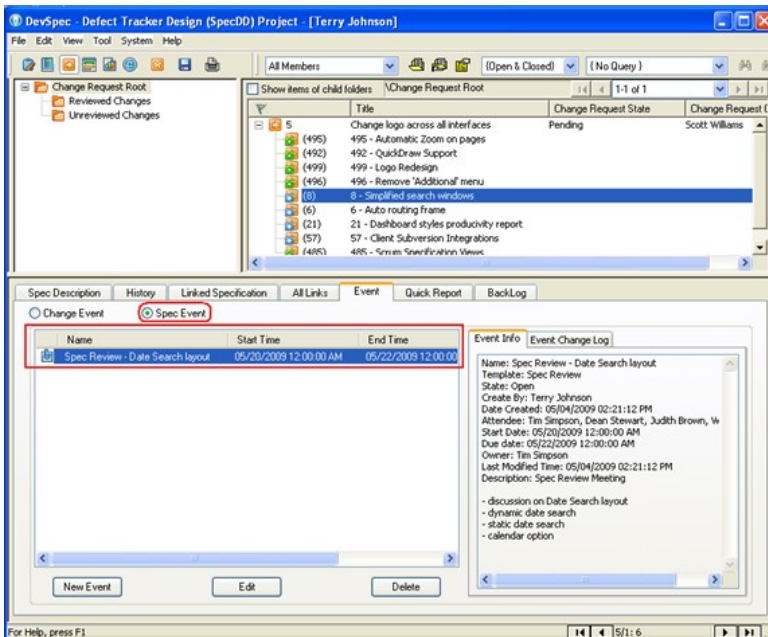 DevSpec - Defect Tracker Design (SpecDD) Project - [Terry Johnson]
File Edit View Tool System Help
All Members (Open & Closed) (No Query)
Change Request Root
Reviewed Changes
Unreviewed Changes
Show items of child folders \Change Request Root 1-1 of 1
Title Change Request State Change Request
5 Change logo across all interfaces Pending Scott Williams
(495) 495 - Automatic Zoom on pages
(492) 492 - QuickDraw Support
(499) 499 - Logo Redesign
(496) 496 - Remove 'Additional' menu
(8) 8 - Simplified search windows
(6) 6 - Auto routing frame
(21) 21 - Dashboard styles producivity report
(57) 57 - Client Subversion Integrations
(485) 485 - Scrum Specification Views
Spec Description History Linked Specification All Links Event Quick Report BackLog
Change Event Spec Event
Name Start Time End Time
Spec Review - Date Search layout 05/20/2009 12:00:00 AM 05/22/2009 12:00:00
Event Info Event Change Log
Name: Spec Review - Date Search layout
Template: Spec Review
State: Open
Create By: Terry Johnson
Date Created: 05/04/2009 02:21:12 PM
Attendee: Tim Simpson, Dean Stewart, Judith Brown, W
Start Date: 05/20/2009 12:00:00 AM
Due date: 05/22/2009 12:00:00 AM
Owner: Tim Simpson
Last Modified Time: 05/04/2009 02:21:12 PM
Description: Spec Review Meeting
- discussion on Date Search layout
- dynamic date search
- static date search
- calendar option
New Event Edit Delete
For Help, press F1 5/1: 6